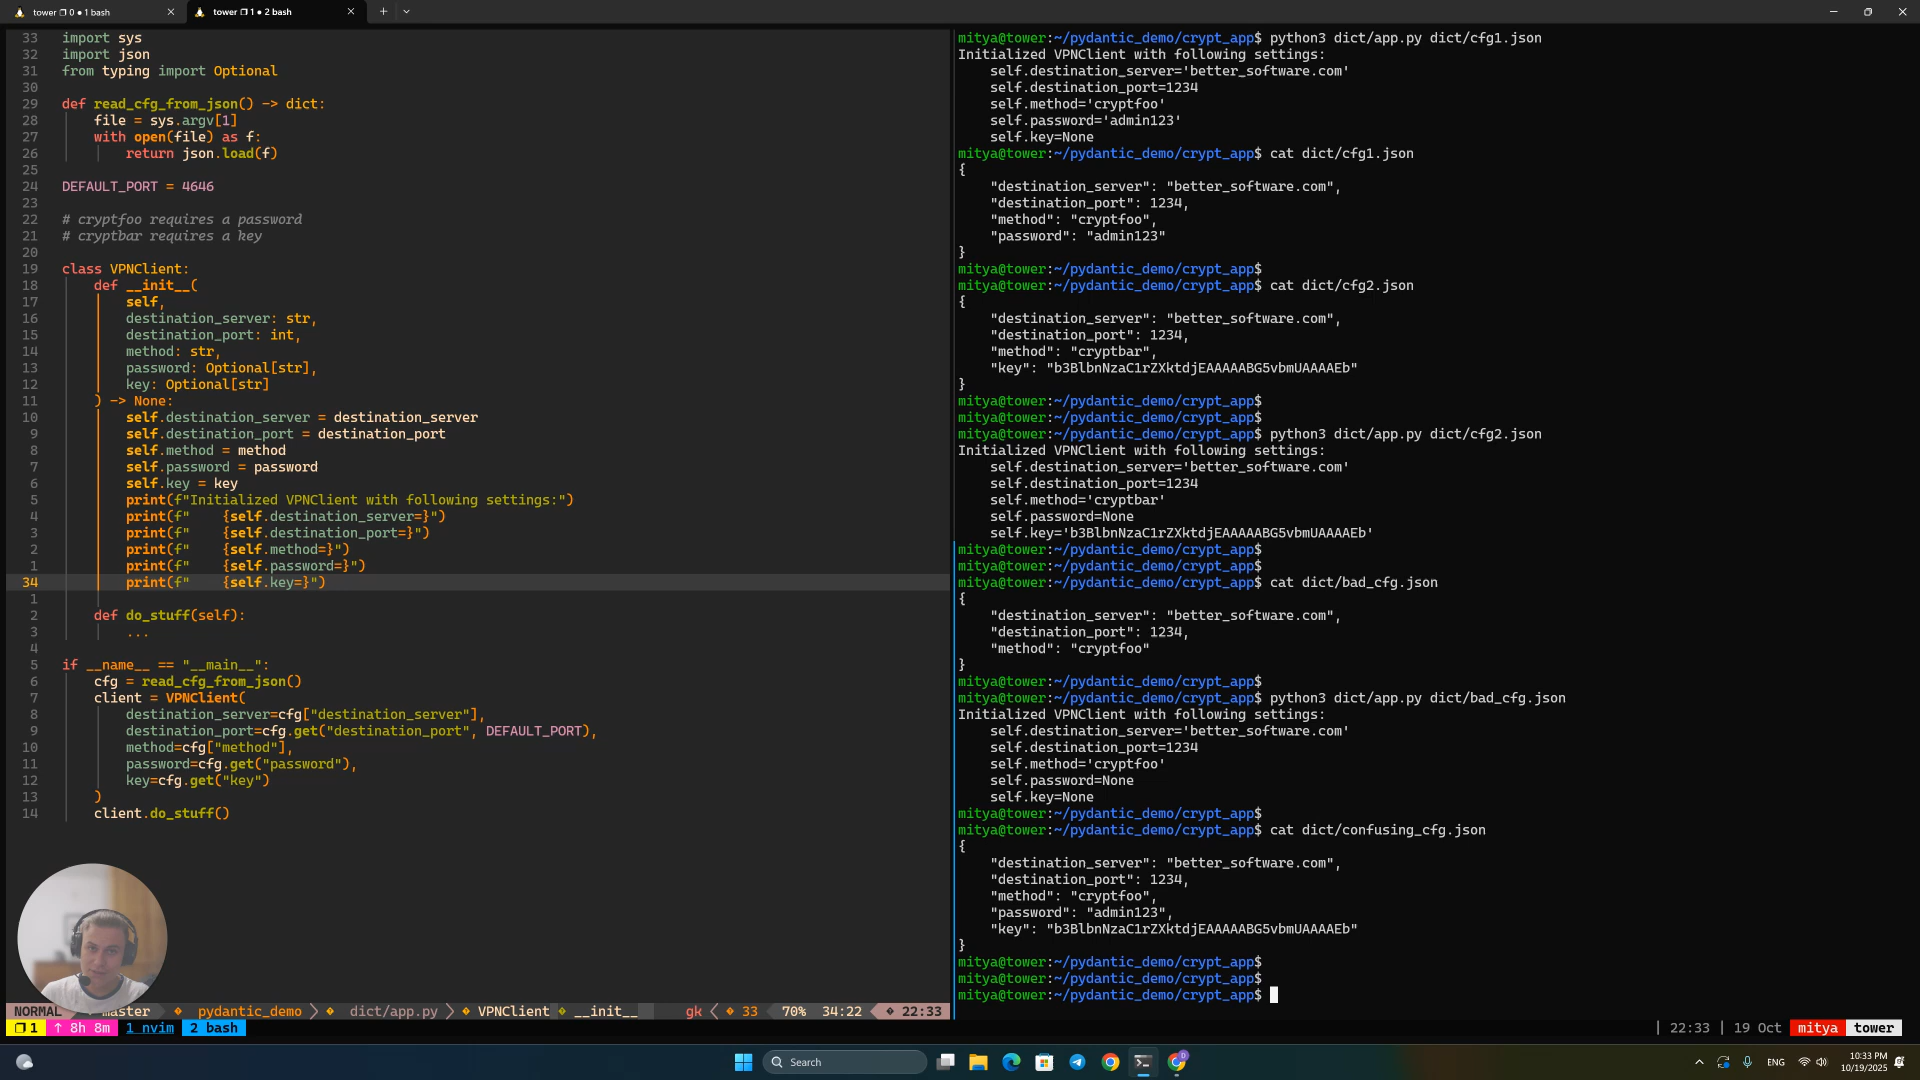 tower 0 ● 1 bash
tower 1 ● 2 bash
33 import sys
32 import json
31 from typing import Optional
30
29 def read_cfg_from_json() -> dict:
28 file = sys.argv[1]
27 with open(file) as f:
26 return json.load(f)
25
24 DEFAULT_PORT = 4646
23
22 # cryptfoo requires a password
21 # cryptbar requires a key
20
19 class VPNClient:
18 def __init__(
17 self,
16 destination_server: str,
15 destination_port: int,
14 method: str,
13 password: Optional[str],
12 key: Optional[str]
11 ) -> None:
10 self.destination_server = destination_server
9 self.destination_port = destination_port
8 self.method = method
7 self.password = password
6 self.key = key
5 print(f"Initialized VPNClient with following settings:")
4 print(f"    {self.destination_server=}")
3 print(f"    {self.destination_port=}")
2 print(f"    {self.method=}")
1 print(f"    {self.password=}")
34 print(f"    {self.key=}")
1
2 def do_stuff(self):
3 ...
4
5 if __name__ == "__main__":
6 cfg = read_cfg_from_json()
7 client = VPNClient(
8 destination_server=cfg["destination_server"],
9 destination_port=cfg.get("destination_port", DEFAULT_PORT),
10 method=cfg["method"],
11 password=cfg.get("password"),
12 key=cfg.get("key")
13 )
14 client.do_stuff()
mitya@tower:~/pydantic_demo/crypt_app$ python3 dict/app.py dict/cfg1.json
Initialized VPNClient with following settings:
    self.destination_server='better_software.com'
    self.destination_port=1234
    self.method='cryptfoo'
    self.password='admin123'
    self.key=None
mitya@tower:~/pydantic_demo/crypt_app$ cat dict/cfg1.json
{
    "destination_server": "better_software.com",
    "destination_port": 1234,
    "method": "cryptfoo",
    "password": "admin123"
}
mitya@tower:~/pydantic_demo/crypt_app$
mitya@tower:~/pydantic_demo/crypt_app$ cat dict/cfg2.json
{
    "destination_server": "better_software.com",
    "destination_port": 1234,
    "method": "cryptbar",
    "key": "b3BlbnNzaC1rZXktdjEAAAAABG5vbmUAAAAEb"
}
mitya@tower:~/pydantic_demo/crypt_app$
mitya@tower:~/pydantic_demo/crypt_app$
mitya@tower:~/pydantic_demo/crypt_app$ python3 dict/app.py dict/cfg2.json
Initialized VPNClient with following settings:
    self.destination_server='better_software.com'
    self.destination_port=1234
    self.method='cryptbar'
    self.password=None
    self.key='b3BlbnNzaC1rZXktdjEAAAAABG5vbmUAAAAEb'
mitya@tower:~/pydantic_demo/crypt_app$
mitya@tower:~/pydantic_demo/crypt_app$
mitya@tower:~/pydantic_demo/crypt_app$ cat dict/bad_cfg.json
{
    "destination_server": "better_software.com",
    "destination_port": 1234,
    "method": "cryptfoo"
}
mitya@tower:~/pydantic_demo/crypt_app$
mitya@tower:~/pydantic_demo/crypt_app$ python3 dict/app.py dict/bad_cfg.json
Initialized VPNClient with following settings:
    self.destination_server='better_software.com'
    self.destination_port=1234
    self.method='cryptfoo'
    self.password=None
    self.key=None
mitya@tower:~/pydantic_demo/crypt_app$
mitya@tower:~/pydantic_demo/crypt_app$ cat dict/confusing_cfg.json
{
    "destination_server": "better_software.com",
    "destination_port": 1234,
    "method": "cryptfoo",
    "password": "admin123",
    "key": "b3BlbnNzaC1rZXktdjEAAAAABG5vbmUAAAAEb"
}
mitya@tower:~/pydantic_demo/crypt_app$
mitya@tower:~/pydantic_demo/crypt_app$
mitya@tower:~/pydantic_demo/crypt_app$
NORMAL master pydantic_demo dict/app.py VPNClient __init__ gk 33 70% 34:22 22:33
1 ↑ 8h 8m 1 nvim 2 bash | 22:33 | 19 Oct mitya tower
Search
ENG
10:33 PM
10/19/2025